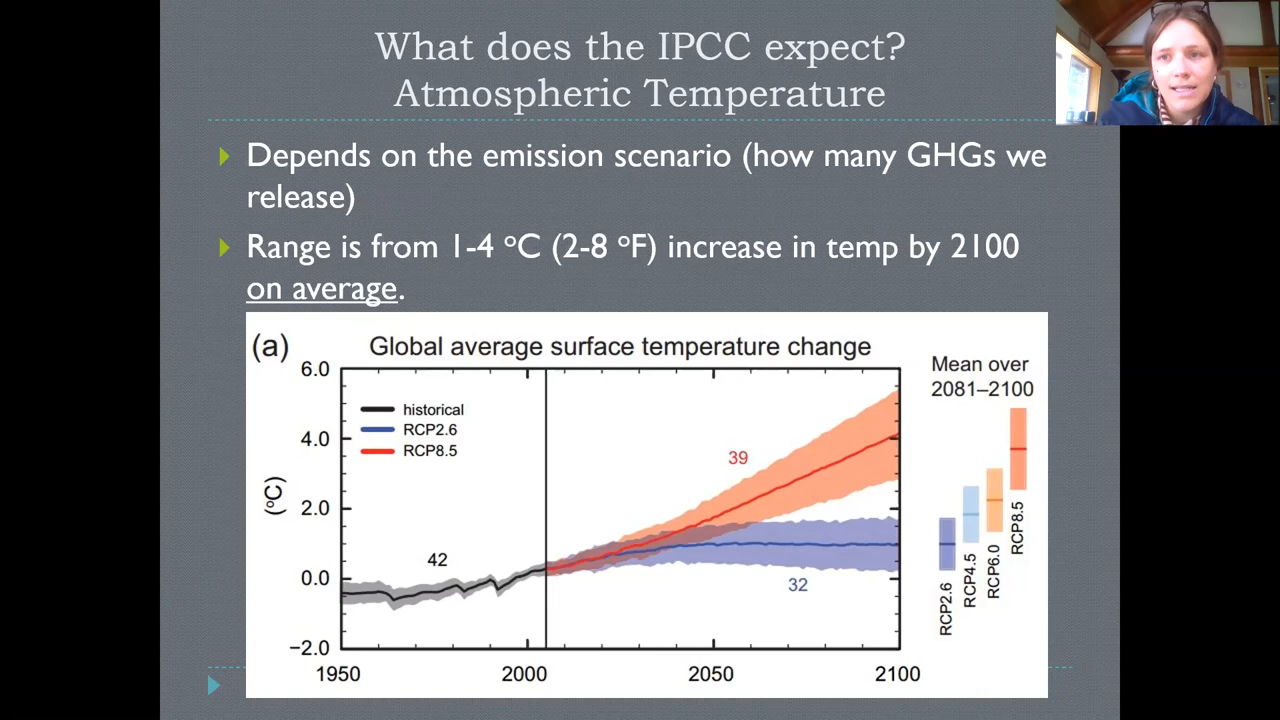 What does the IPCC expect?
Atmospheric Temperature
Depends on the emission scenario (how many GHGs we
release)
Range is from 1-4 °C (2-8 °F) increase in temp by 2100
on average.
(a)
Global average surface temperature change
Mean over
2081–2100
6.0
4.0
2.0
0.0
−2.0
(°C)
historical
RCP2.6
RCP8.5
39
42
32
RCP2.6
RCP4.5
RCP6.0
RCP8.5
1950
2000
2050
2100